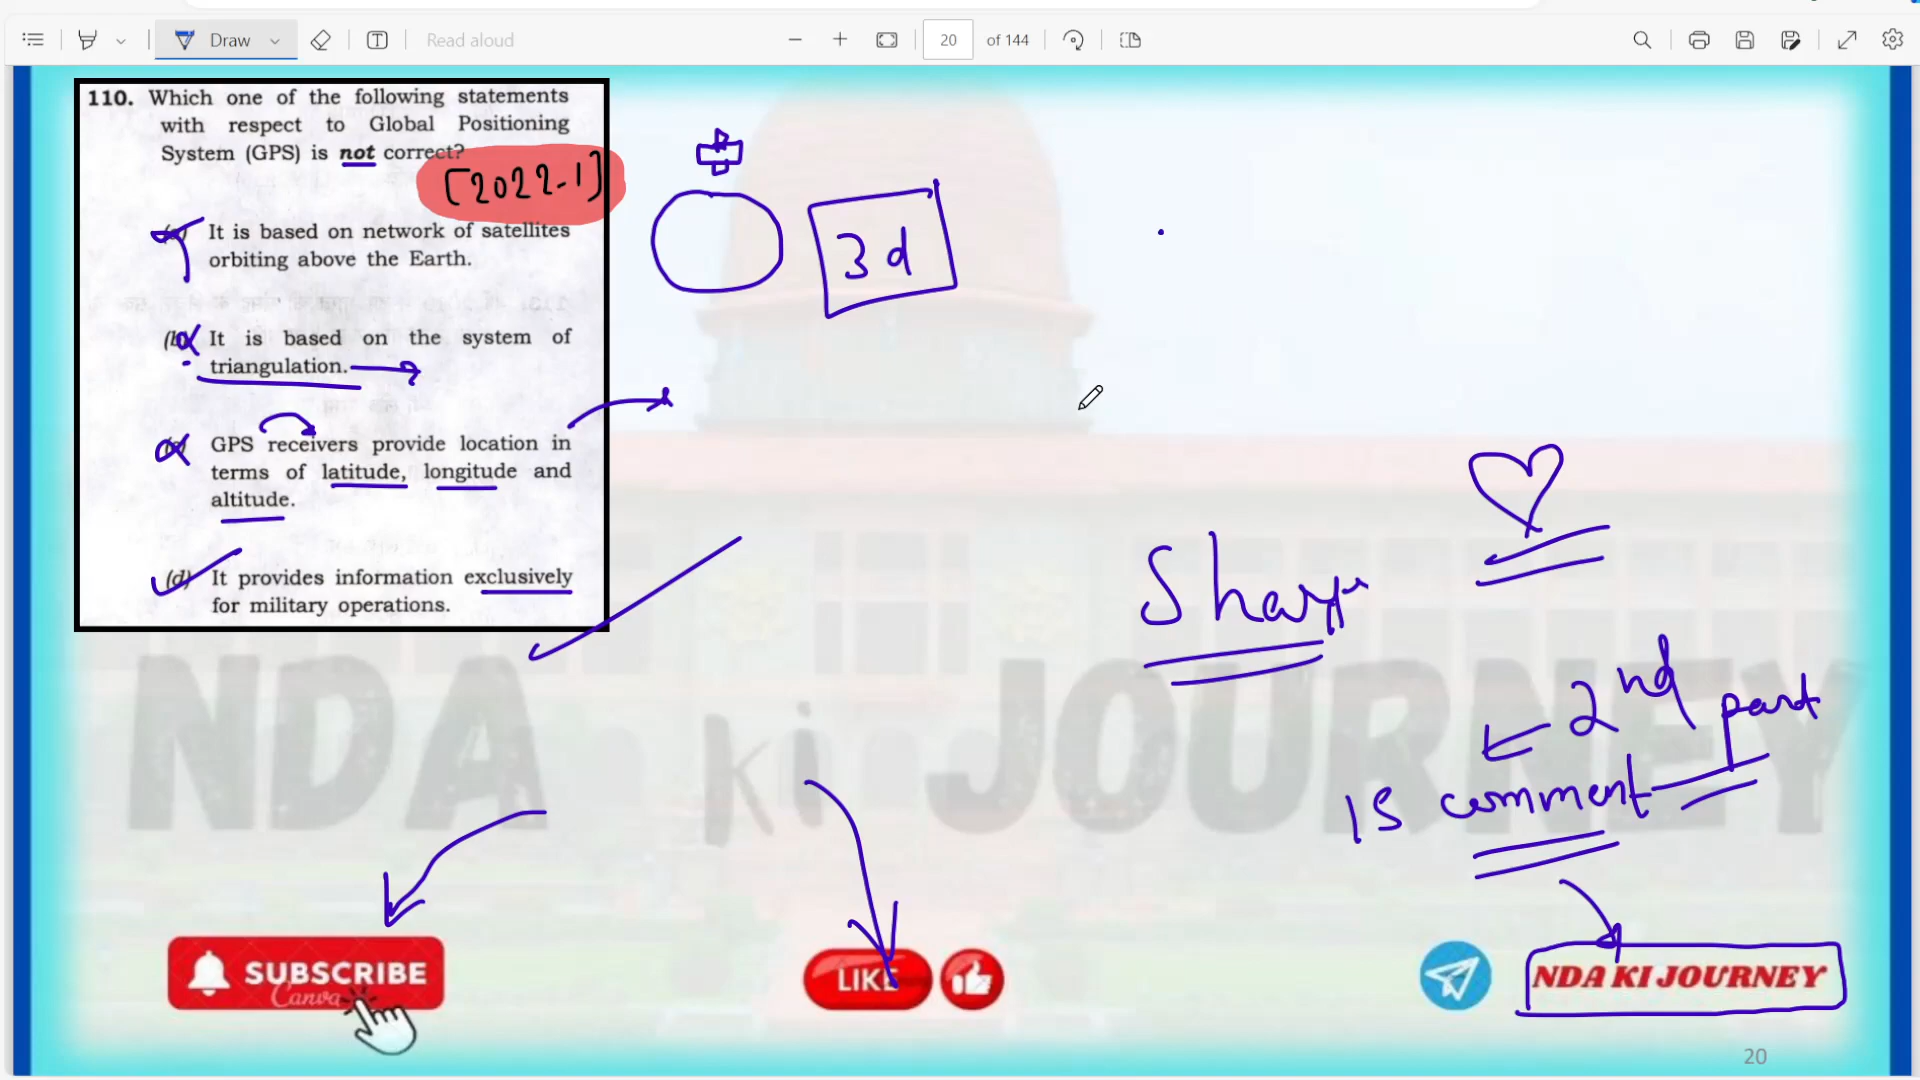 Draw
Read aloud
20 of 144
110. Which one of the following statements
with respect to Global Positioning
System (GPS) is not correct?
[2022-1]
It is based on network of satellites
orbiting above the Earth.
(b) It is based on the system of
triangulation.
GPS receivers provide location in
terms of latitude, longitude and
altitude.
(d) It provides information exclusively
for military operations.
3d
Share
2nd part
15 comment
NDA ki JOURNEY
SUBSCRIBE
Canva
LIKE
NDA KI JOURNEY
20